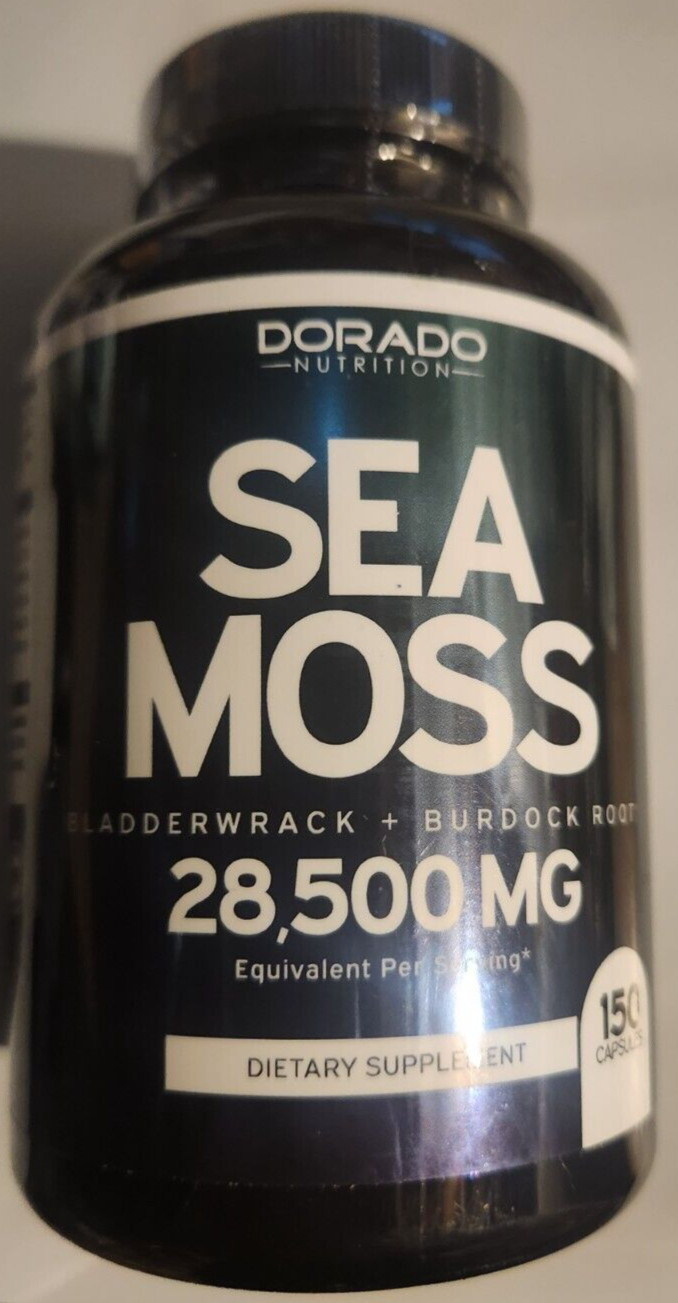 DORADO
NUTRITION
SEA
MOSS
BLADDERWRACK + BURDOCK ROOT
28,500 MG
Equivalent Per Serving*
DIETARY SUPPLEMENT
150
CAPSULES